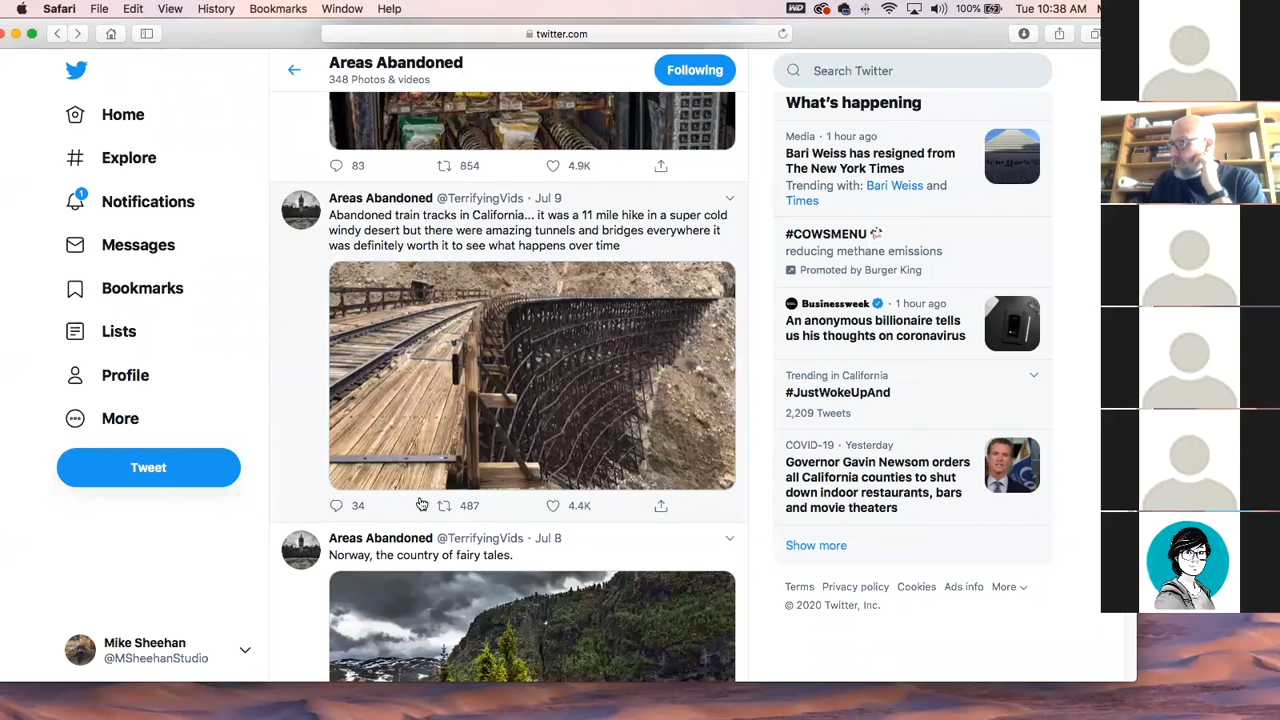 Safari File Edit View History Bookmarks Window Help
100% Tue 10:38 AM
twitter.com
Home
Explore
1
Notifications
Messages
Bookmarks
Lists
Profile
More
Tweet
Mike Sheehan
@MSheehanStudio
Areas Abandoned
348 Photos & videos
Following
83 854 4.9K
Areas Abandoned @TerrifyingVids · Jul 9
Abandoned train tracks in California... it was a 11 mile hike in a super cold
windy desert but there were amazing tunnels and bridges everywhere it
was definitely worth it to see what happens over time
34 487 4.4K
Areas Abandoned @TerrifyingVids · Jul 8
Norway, the country of fairy tales.
Search Twitter
What's happening
Media · 1 hour ago
Bari Weiss has resigned from
The New York Times
Trending with: Bari Weiss and
Times
#COWSMENU
reducing methane emissions
Promoted by Burger King
Businessweek · 1 hour ago
An anonymous billionaire tells
us his thoughts on coronavirus
Trending in California
#JustWokeUpAnd
2,209 Tweets
COVID-19 · Yesterday
Governor Gavin Newsom orders
all California counties to shut
down indoor restaurants, bars
and movie theaters
Show more
Terms Privacy policy Cookies Ads info More
© 2020 Twitter, Inc.